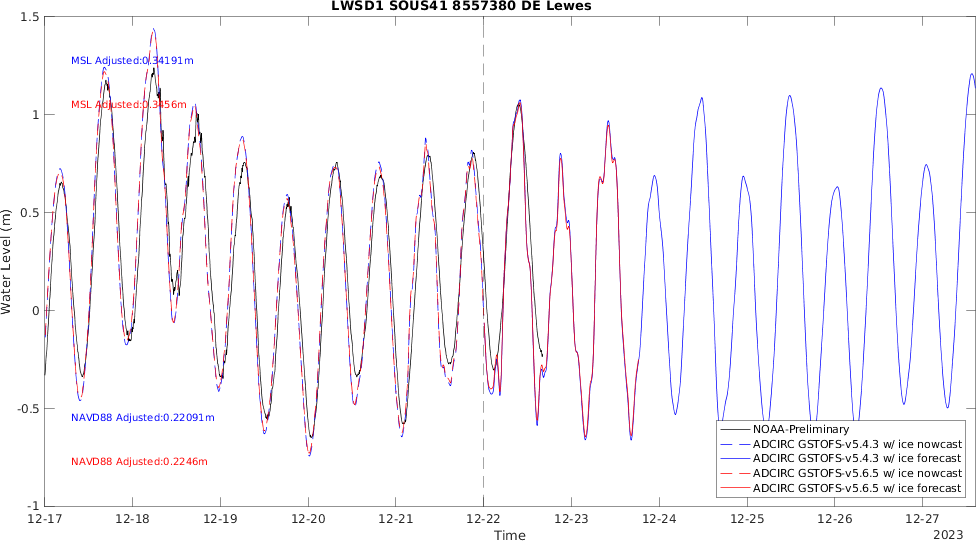 LWSD1 SOUS41 8557380 DE Lewes
1.5
1
0.5
0
-0.5
-1
Water Level (m)
MSL Adjusted:0.34191m
MSL Adjusted:0.3456m
NAVD88 Adjusted:0.22091m
NAVD88 Adjusted:0.2246m
NOAA-Preliminary
ADCIRC GSTOFS-v5.4.3 w/ ice nowcast
ADCIRC GSTOFS-v5.4.3 w/ ice forecast
ADCIRC GSTOFS-v5.6.5 w/ ice nowcast
ADCIRC GSTOFS-v5.6.5 w/ ice forecast
12-17 12-18 12-19 12-20 12-21 12-22 12-23 12-24 12-25 12-26 12-27
Time
2023